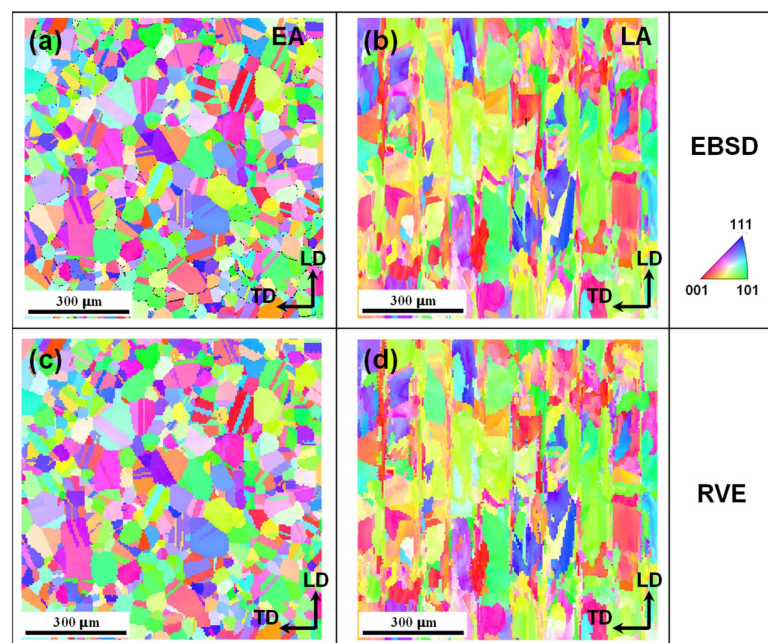 (a)
EA
LD
TD
300 μm
(b)
LA
LD
TD
300 μm
EBSD
111
001
101
(c)
LD
TD
300 μm
(d)
LD
TD
300 μm
RVE